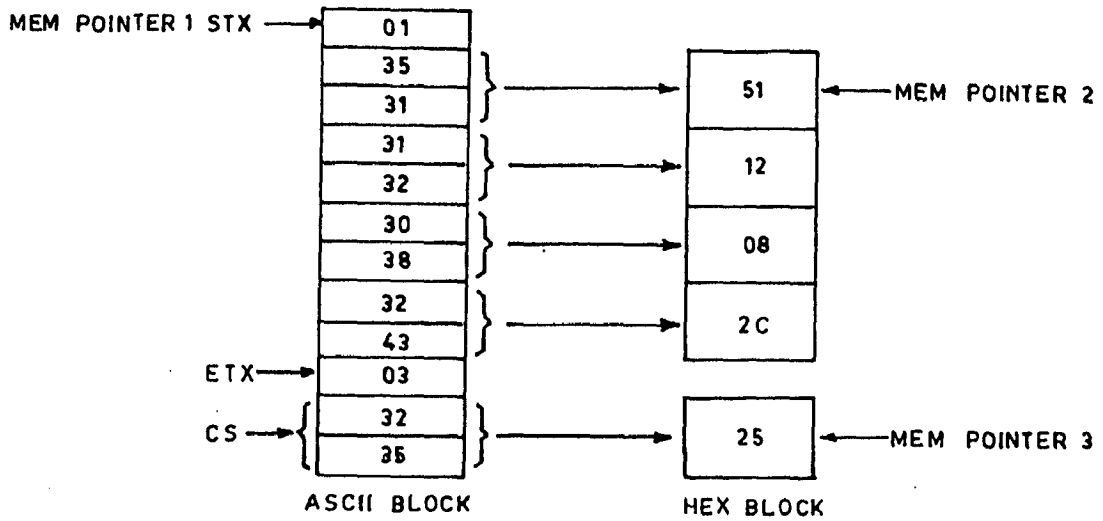 MEM POINTER 1 STX
01
35
31
51
MEM POINTER 2
31
32
12
30
38
08
32
43
2C
ETX
03
CS
32
35
25
MEM POINTER 3
ASCII BLOCK
HEX BLOCK